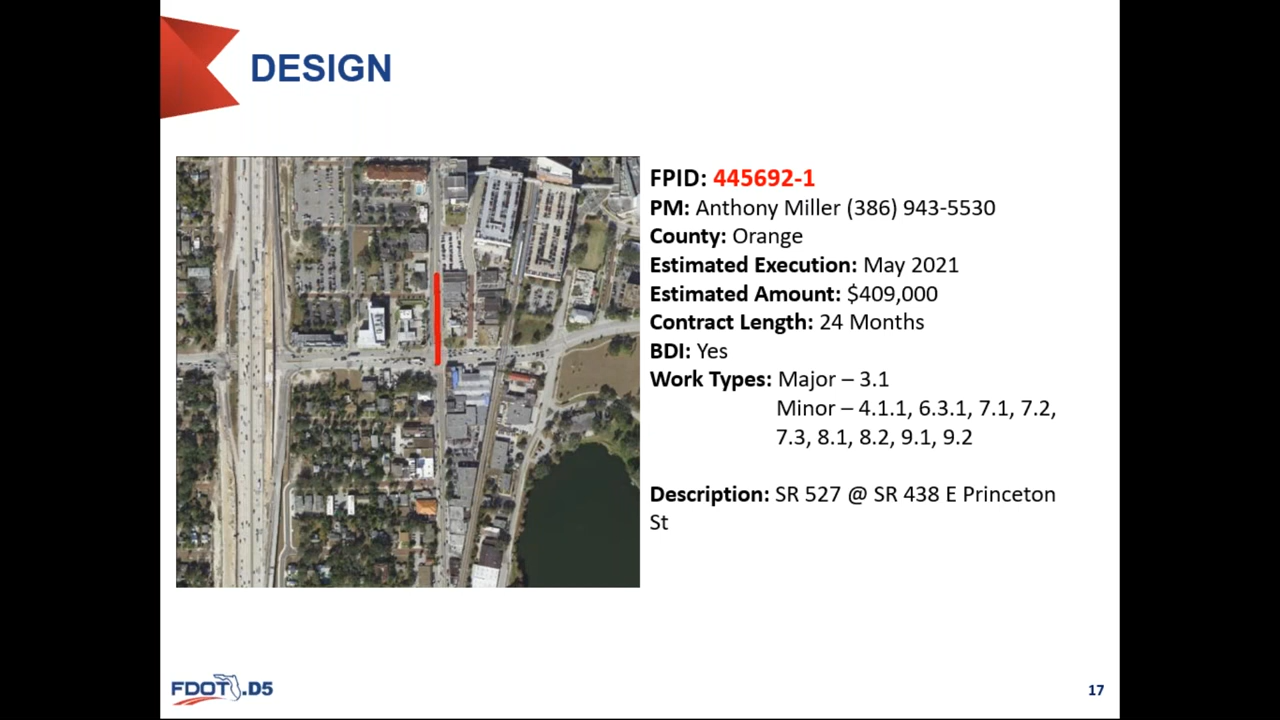 DESIGN
FPID: 445692-1
PM: Anthony Miller (386) 943-5530
County: Orange
Estimated Execution: May 2021
Estimated Amount: $409,000
Contract Length: 24 Months
BDI: Yes
Work Types: Major – 3.1
Minor – 4.1.1, 6.3.1, 7.1, 7.2,
7.3, 8.1, 8.2, 9.1, 9.2
Description: SR 527 @ SR 438 E Princeton
St
FDOT.D5
17